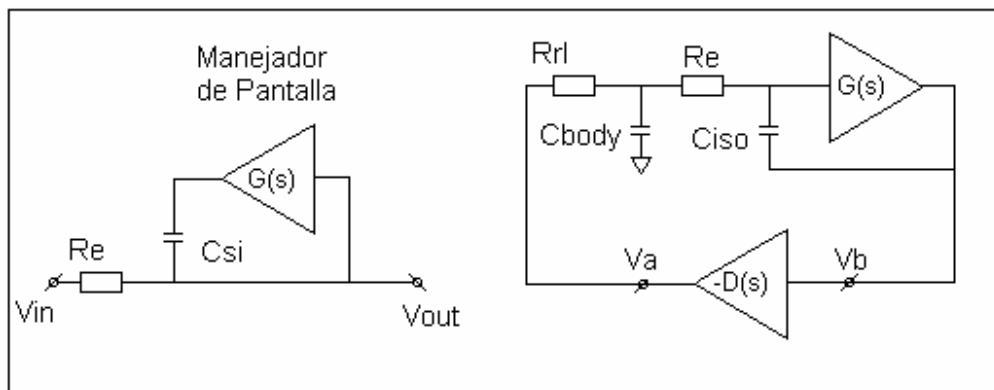 Manejador
de Pantalla
G(s)
Re
Csi
Vin
Vout
Rrl
Re
G(s)
Cbody
Ciso
Va
-D(s)
Vb